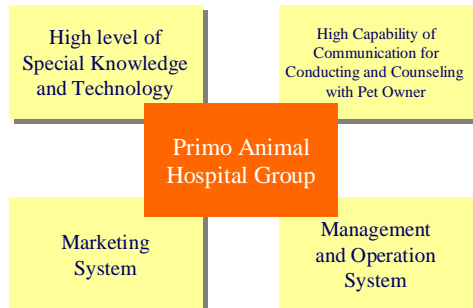 High level of
Special Knowledge
and Technology
High Capability of
Communication for
Conducting and Counseling
with Pet Owner
Primo Animal
Hospital Group
Marketing
System
Management
and Operation
System